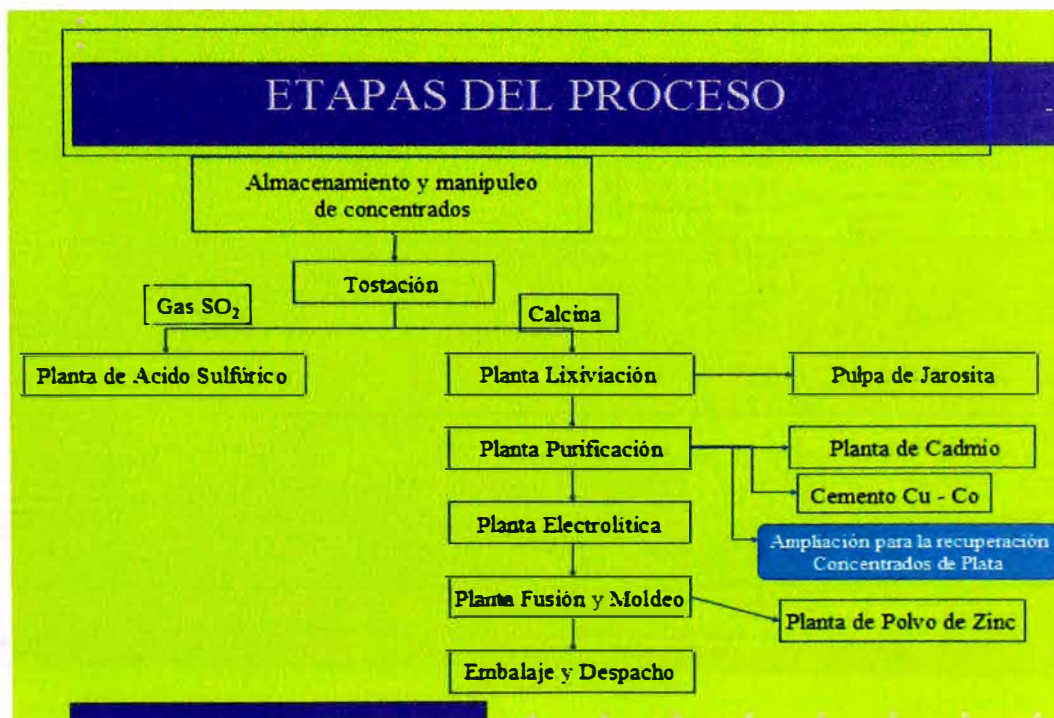 ETAPAS DEL PROCESO
Almacenamiento y manipuleo
de concentrados
Tostación
Gas SO₂
Calcina
Planta de Acido Sulfúrico
Planta Lixiviación
Pulpa de Jarosita
Planta Purificación
Planta de Cadmio
Cemento Cu - Co
Planta Electrolítica
Ampliación para la recuperación
Concentrados de Plata
Planta Fusión y Moldeo
Planta de Polvo de Zinc
Embalaje y Despacho